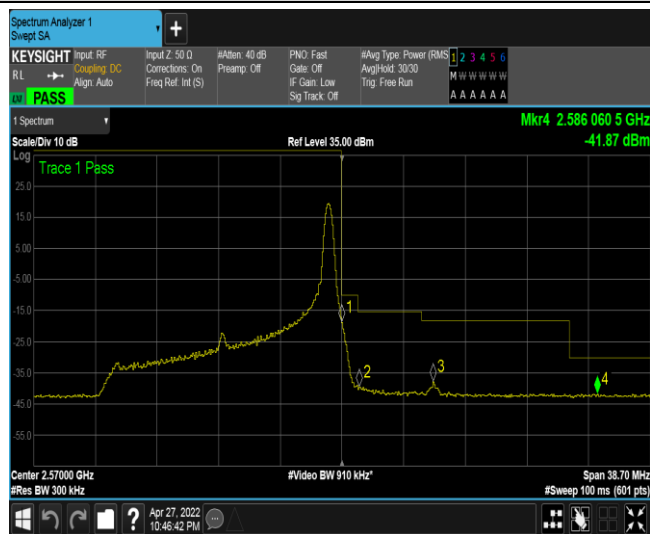 Spectrum Analyzer 1
Swept SA
KEYSIGHT
RL
PASS
Input: RF
Coupling: DC
Align: Auto
Input Z: 50 Ω
Corrections: On
Freq Ref: Int (S)
#Atten: 40 dB
Preamp: Off
PNO: Fast
Gate: Off
IF Gain: Low
Sig Track: Off
#Avg Type: Power (RMS
Avg|Hold: 30/30
Trig: Free Run
1 2 3 4 5 6
M W W W W W
A A A A A A
1 Spectrum
Mkr4 2.586 060 5 GHz
Scale/Div 10 dB
Ref Level 35.00 dBm
-41.87 dBm
Log
Trace 1 Pass
25.0
15.0
5.00
-5.00
-15.0
-25.0
-35.0
-45.0
-55.0
1
2
3
4
Center 2.57000 GHz
#Video BW 910 kHz*
Span 38.70 MHz
#Res BW 300 kHz
#Sweep 100 ms (601 pts)
?
Apr 27, 2022
10:46:42 PM